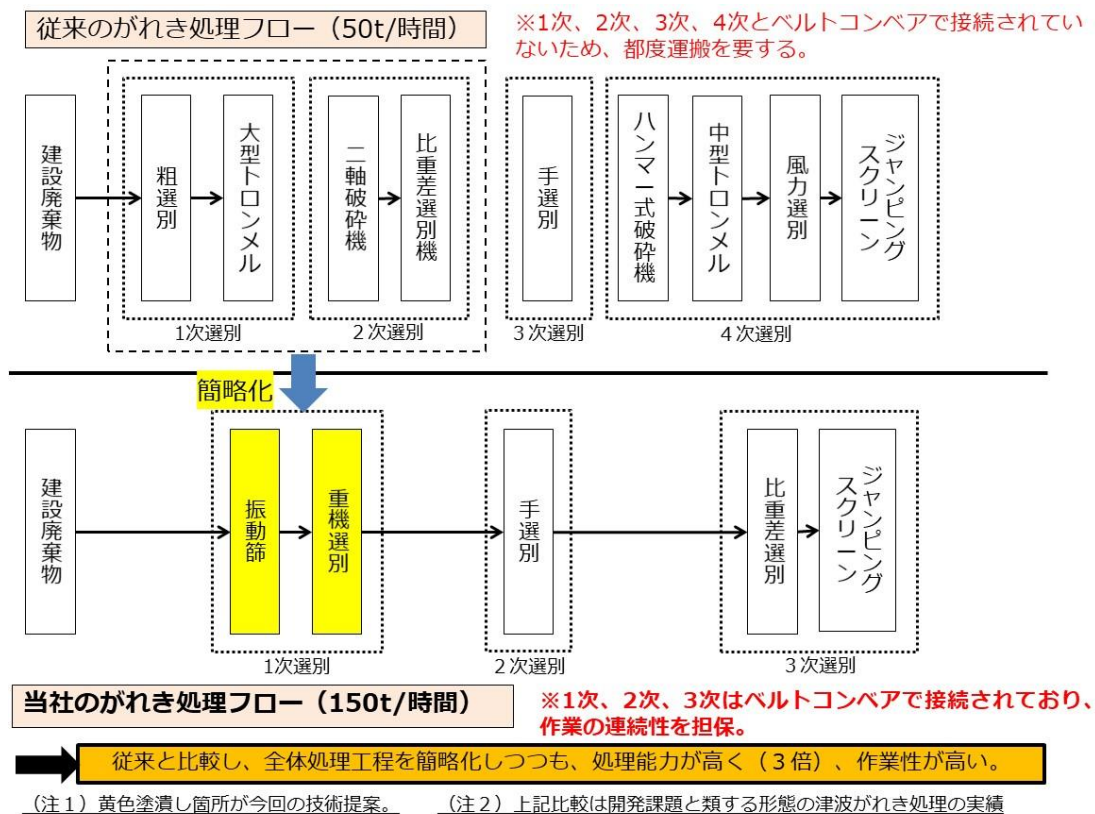 従来のがれき処理フロー（50t/時間）
※1次、2次、3次、4次とベルトコンベアで接続されてい
ないため、都度運搬を要する。
建設廃棄物
粗選別
大型トロンメル
1次選別
二軸破砕機
比重差選別機
２次選別
手選別
３次選別
ハンマー式破砕機
中型トロンメル
風力選別
ジャンピング
スクリーン
４次選別
簡略化
建設廃棄物
振動篩
重機選別
1次選別
手選別
２次選別
比重差選別
ジャンピング
スクリーン
３次選別
当社のがれき処理フロー（150t/時間）
※1次、2次、3次はベルトコンベアで接続されており、
作業の連続性を担保。
従来と比較し、全体処理工程を簡略化しつつも、処理能力が高く（３倍）、作業性が高い。
（注１）黄色塗潰し箇所が今回の技術提案。
（注２）上記比較は開発課題と類する形態の津波がれき処理の実績